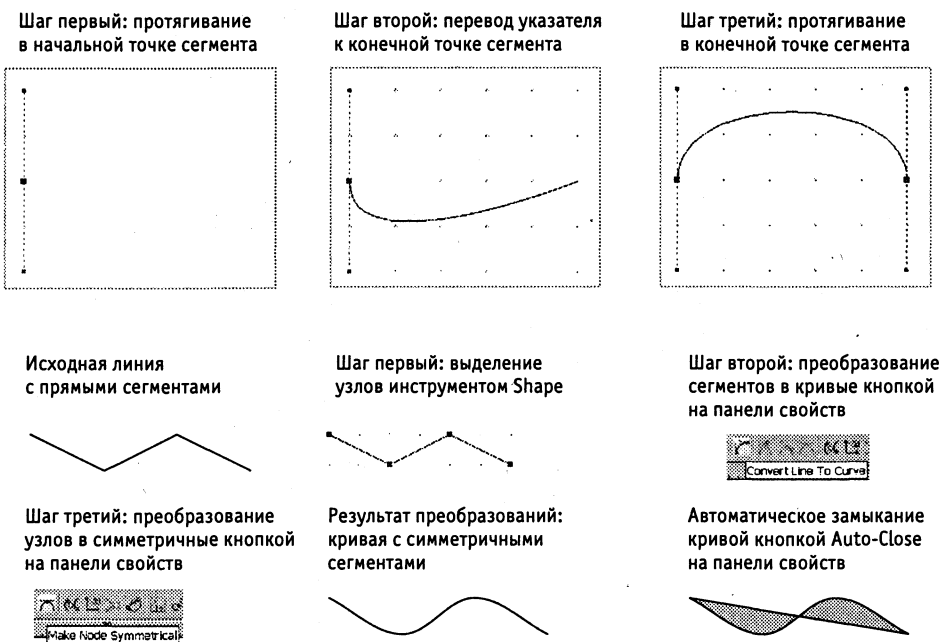 Шаг первый: протягивание
в начальной точке сегмента
Шаг второй: перевод указателя
к конечной точке сегмента
Шаг третий: протягивание
в конечной точке сегмента
Исходная линия
с прямыми сегментами
Шаг первый: выделение
узлов инструментом Shape
Шаг второй: преобразование
сегментов в кривые кнопкой
на панели свойств
Convert Line To Curve
Шаг третий: преобразование
узлов в симметричные кнопкой
на панели свойств
Make Node Symmetrical
Результат преобразований:
кривая с симметричными
сегментами
Автоматическое замыкание
кривой кнопкой Auto-Close
на панели свойств